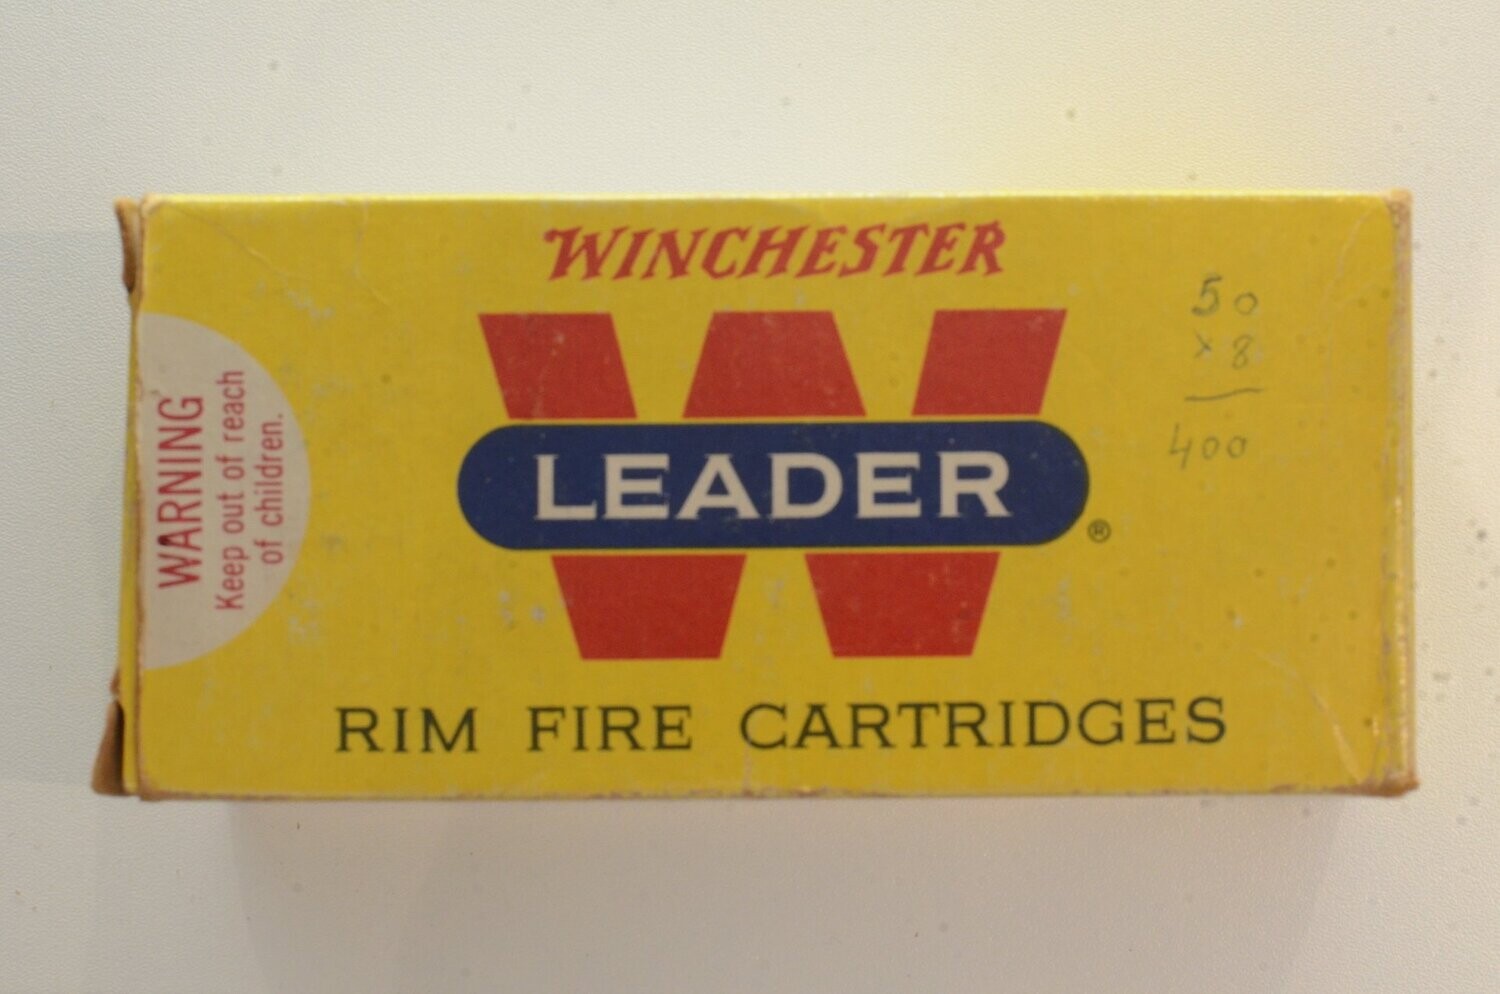 WINCHESTER
LEADER
®
RIM FIRE CARTRIDGES
WARNING
Keep out of reach
of children.
50
x 8
400